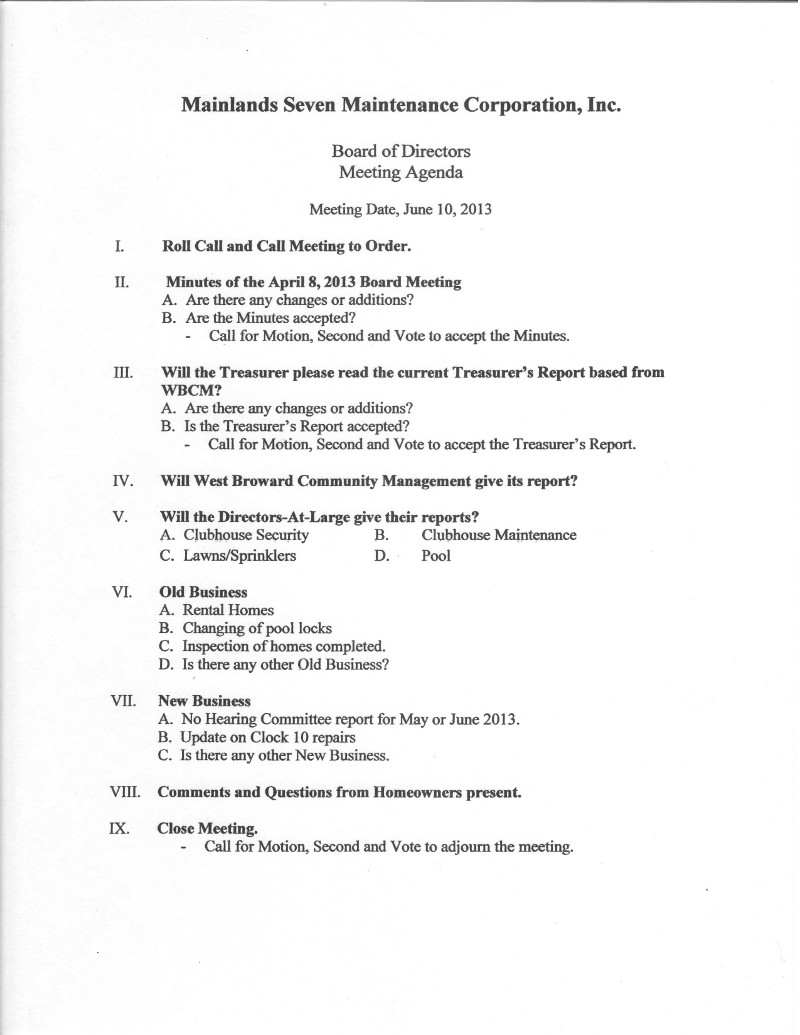 Mainlands Seven Maintenance Corporation, Inc.
Board of Directors
Meeting Agenda
Meeting Date, June 10, 2013
I. Roll Call and Call Meeting to Order.
II. Minutes of the April 8, 2013 Board Meeting
A. Are there any changes or additions?
B. Are the Minutes accepted?
- Call for Motion, Second and Vote to accept the Minutes.
III. Will the Treasurer please read the current Treasurer's Report based from
WBCM?
A. Are there any changes or additions?
B. Is the Treasurer's Report accepted?
- Call for Motion, Second and Vote to accept the Treasurer's Report.
IV. Will West Broward Community Management give its report?
V. Will the Directors-At-Large give their reports?
A. Clubhouse Security B. Clubhouse Maintenance
C. Lawns/Sprinklers D. Pool
VI. Old Business
A. Rental Homes
B. Changing of pool locks
C. Inspection of homes completed.
D. Is there any other Old Business?
VII. New Business
A. No Hearing Committee report for May or June 2013.
B. Update on Clock 10 repairs
C. Is there any other New Business.
VIII. Comments and Questions from Homeowners present.
IX. Close Meeting.
- Call for Motion, Second and Vote to adjourn the meeting.